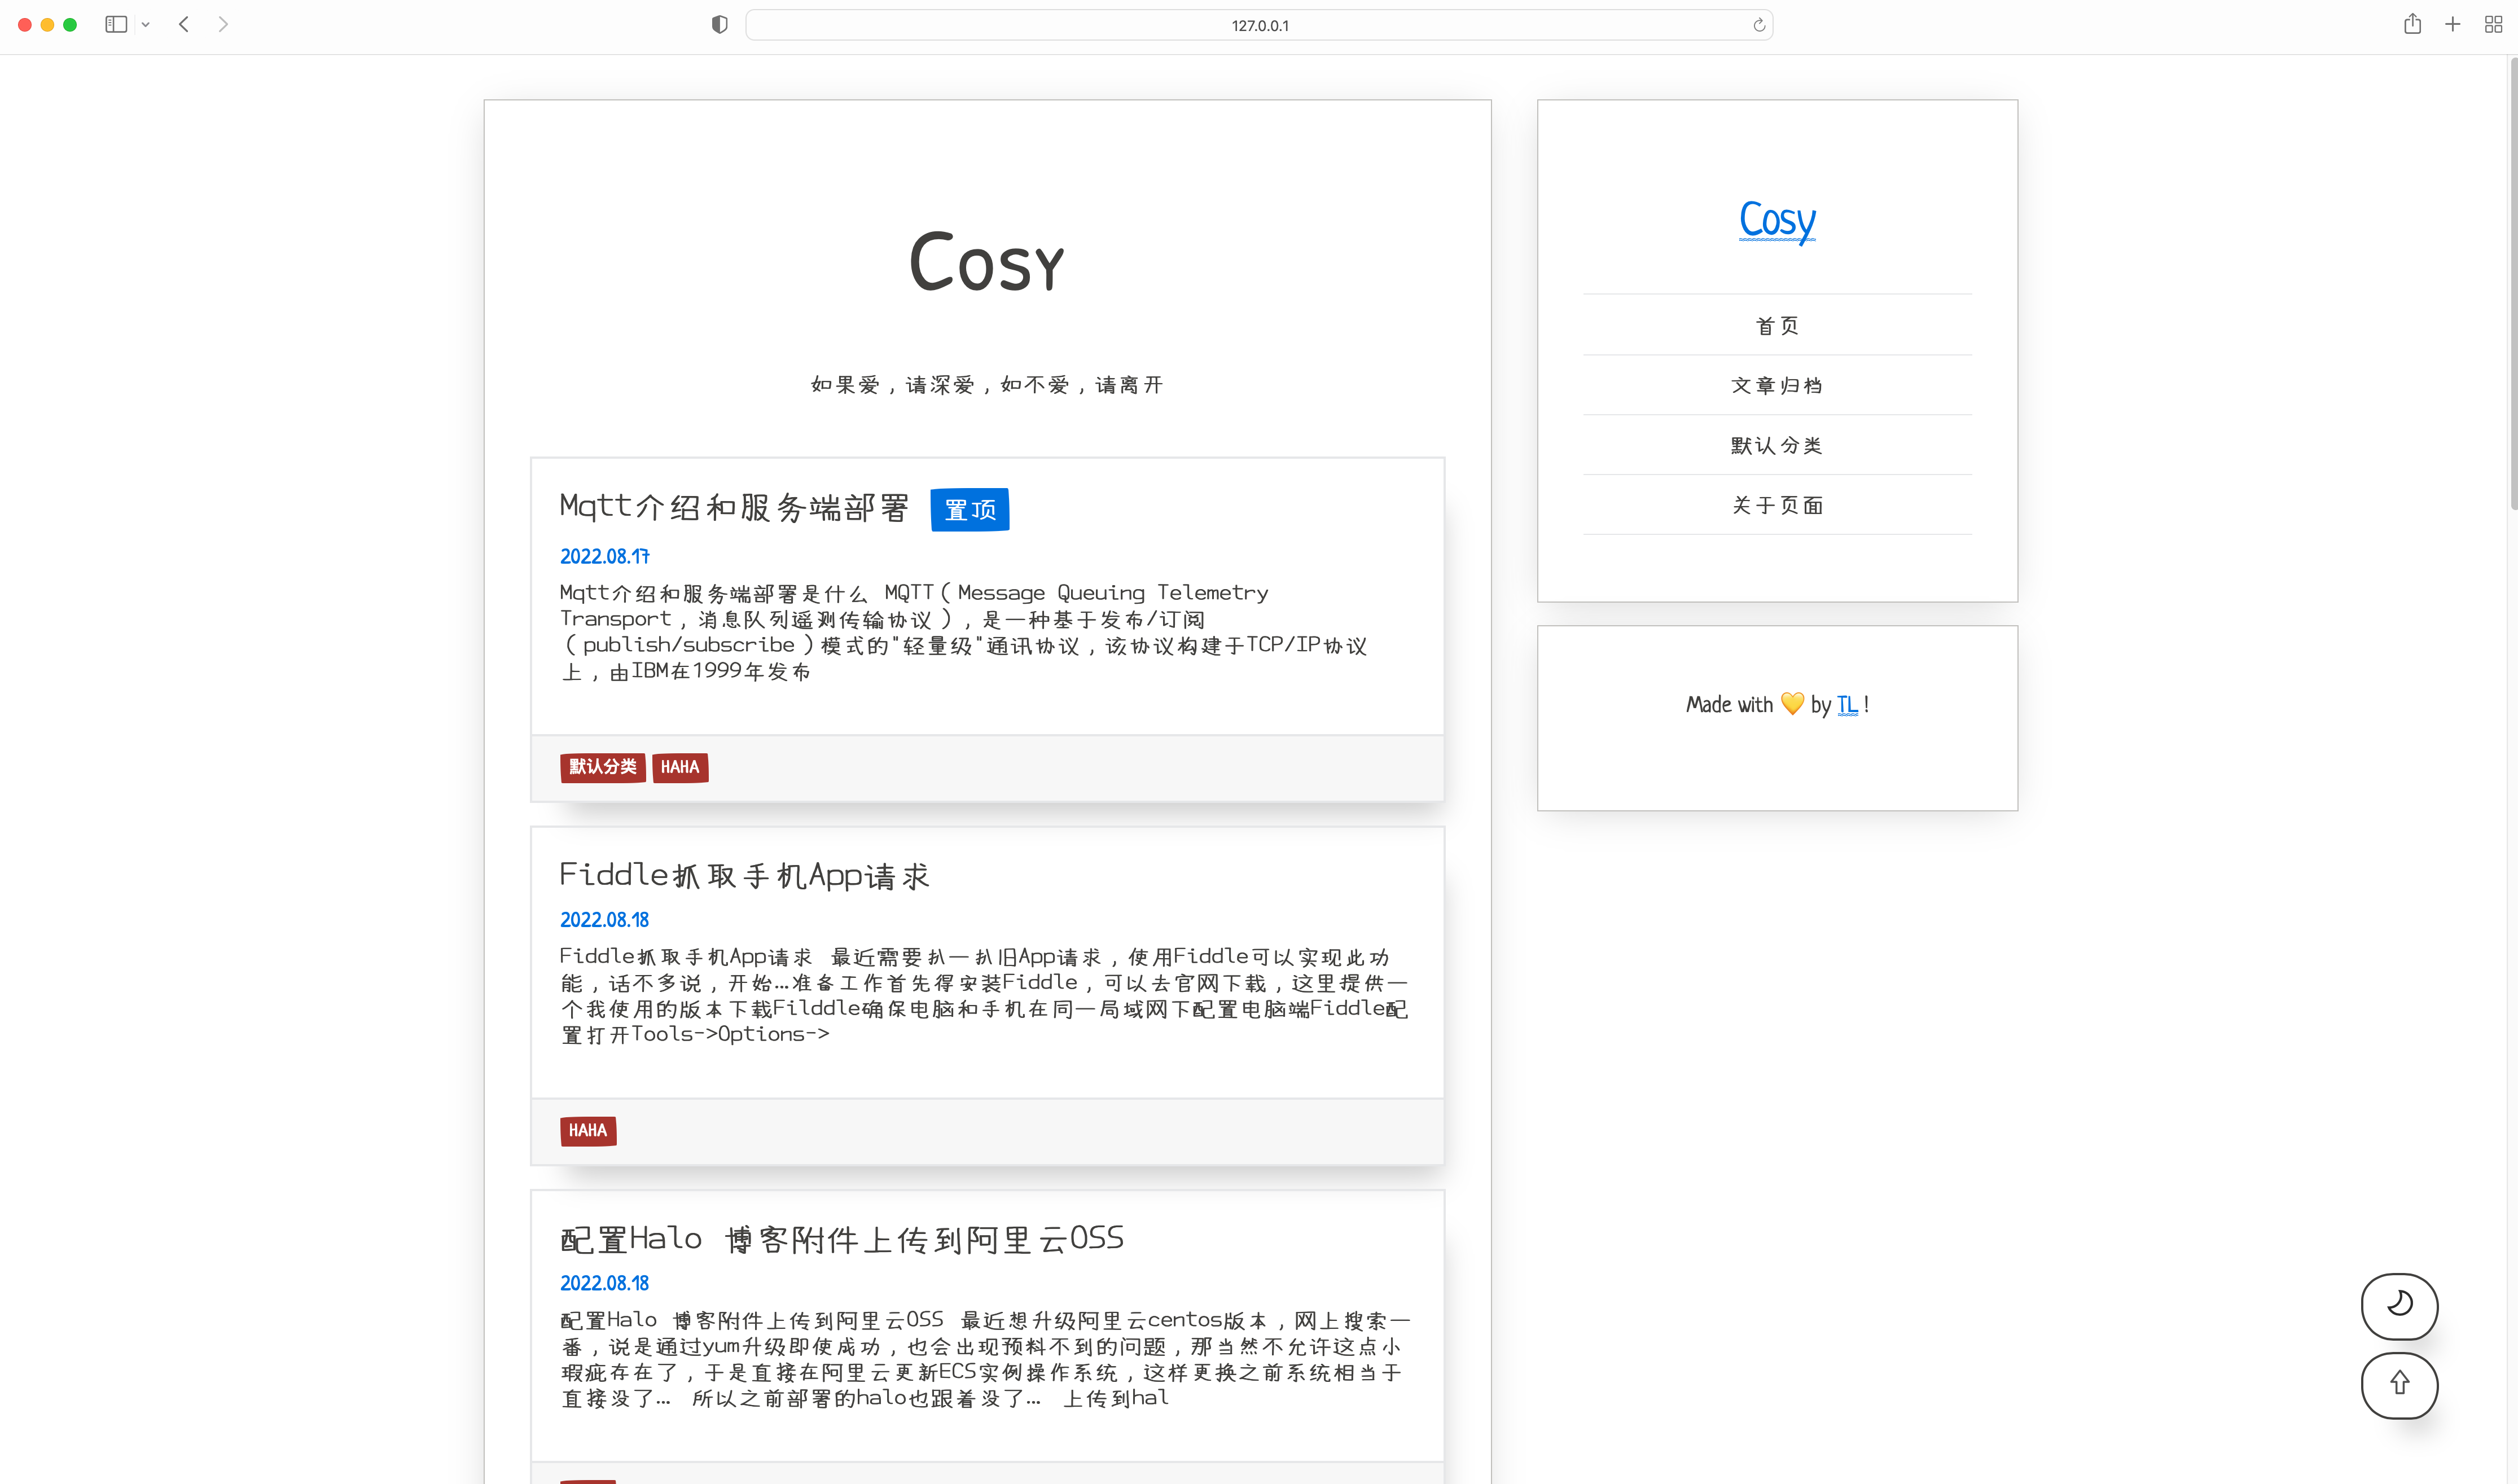 127.0.0.1
Cosy
如果爱，请深爱，如不爱，请离开
Mqtt介绍和服务端部署 置顶
2022.08.17
Mqtt介绍和服务端部署是什么 MQTT（Message Queuing Telemetry
Transport，消息队列遥测传输协议），是一种基于发布/订阅
（publish/subscribe）模式的"轻量级"通讯协议，该协议构建于TCP/IP协议
上，由IBM在1999年发布
默认分类 HAHA
Fiddle抓取手机App请求
2022.08.18
Fiddle抓取手机App请求 最近需要扒一扒旧App请求，使用Fiddle可以实现此功
能，话不多说，开始…准备工作首先得安装Fiddle，可以去官网下载，这里提供一
个我使用的版本下载Filddle确保电脑和手机在同一局域网下配置电脑端Fiddle配
置打开Tools->Options->
HAHA
配置Halo 博客附件上传到阿里云OSS
2022.08.18
配置Halo 博客附件上传到阿里云OSS 最近想升级阿里云centos版本，网上搜索一
番，说是通过yum升级即使成功，也会出现预料不到的问题，那当然不允许这点小
瑕疵存在了，于是直接在阿里云更新ECS实例操作系统，这样更换之前系统相当于
直接没了… 所以之前部署的halo也跟着没了… 上传到hal
Cosy
首页
文章归档
默认分类
关于页面
Made with 💛 by TL !